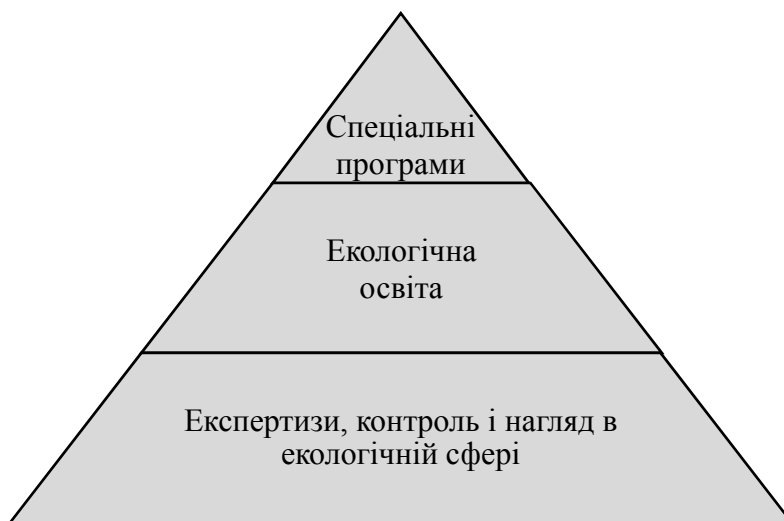 Спеціальні
програми
Екологічна
освіта
Експертизи, контроль і нагляд в
екологічній сфері